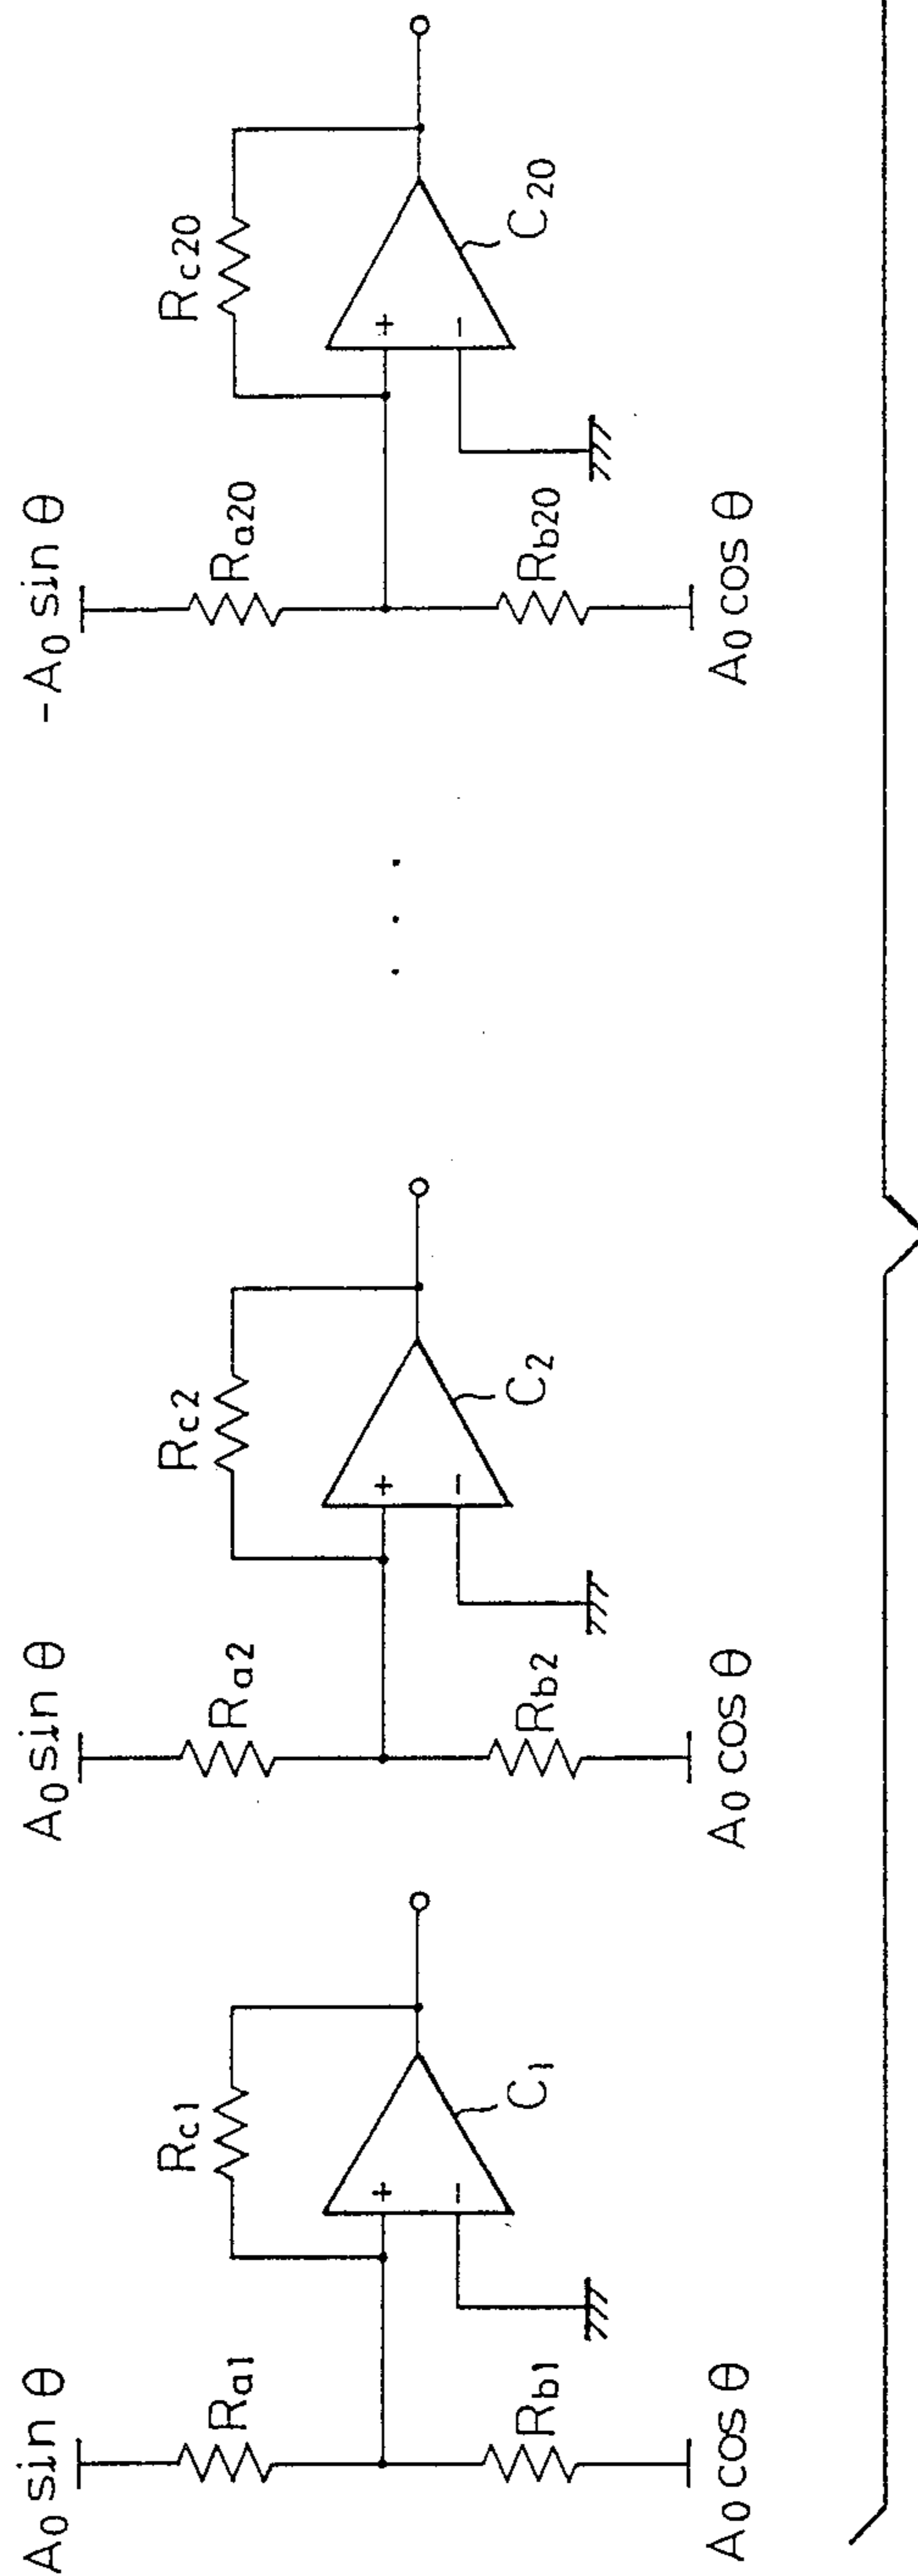 A₀ sin θ
Ra1
Rb1
A₀ cos θ
Rc1
+
−
C₁
A₀ sin θ
Ra2
Rb2
A₀ cos θ
Rc2
+
−
C₂
. . .
-A₀ sin θ
Ra20
Rb20
A₀ cos θ
Rc20
+
−
C₂₀